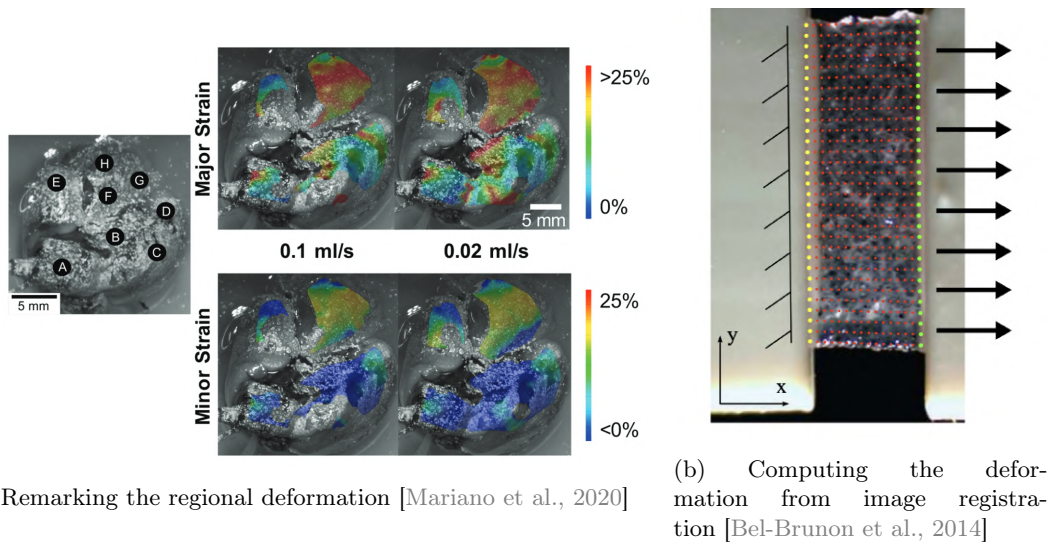 Major Strain
>25%
0%
H
E
G
F
D
B
C
A
5 mm
5 mm
0.1 ml/s
0.02 ml/s
Minor Strain
25%
<0%
y
x
Remarking the regional deformation [Mariano et al., 2020]
(b) Computing the defor-
mation from image registra-
tion [Bel-Brunon et al., 2014]